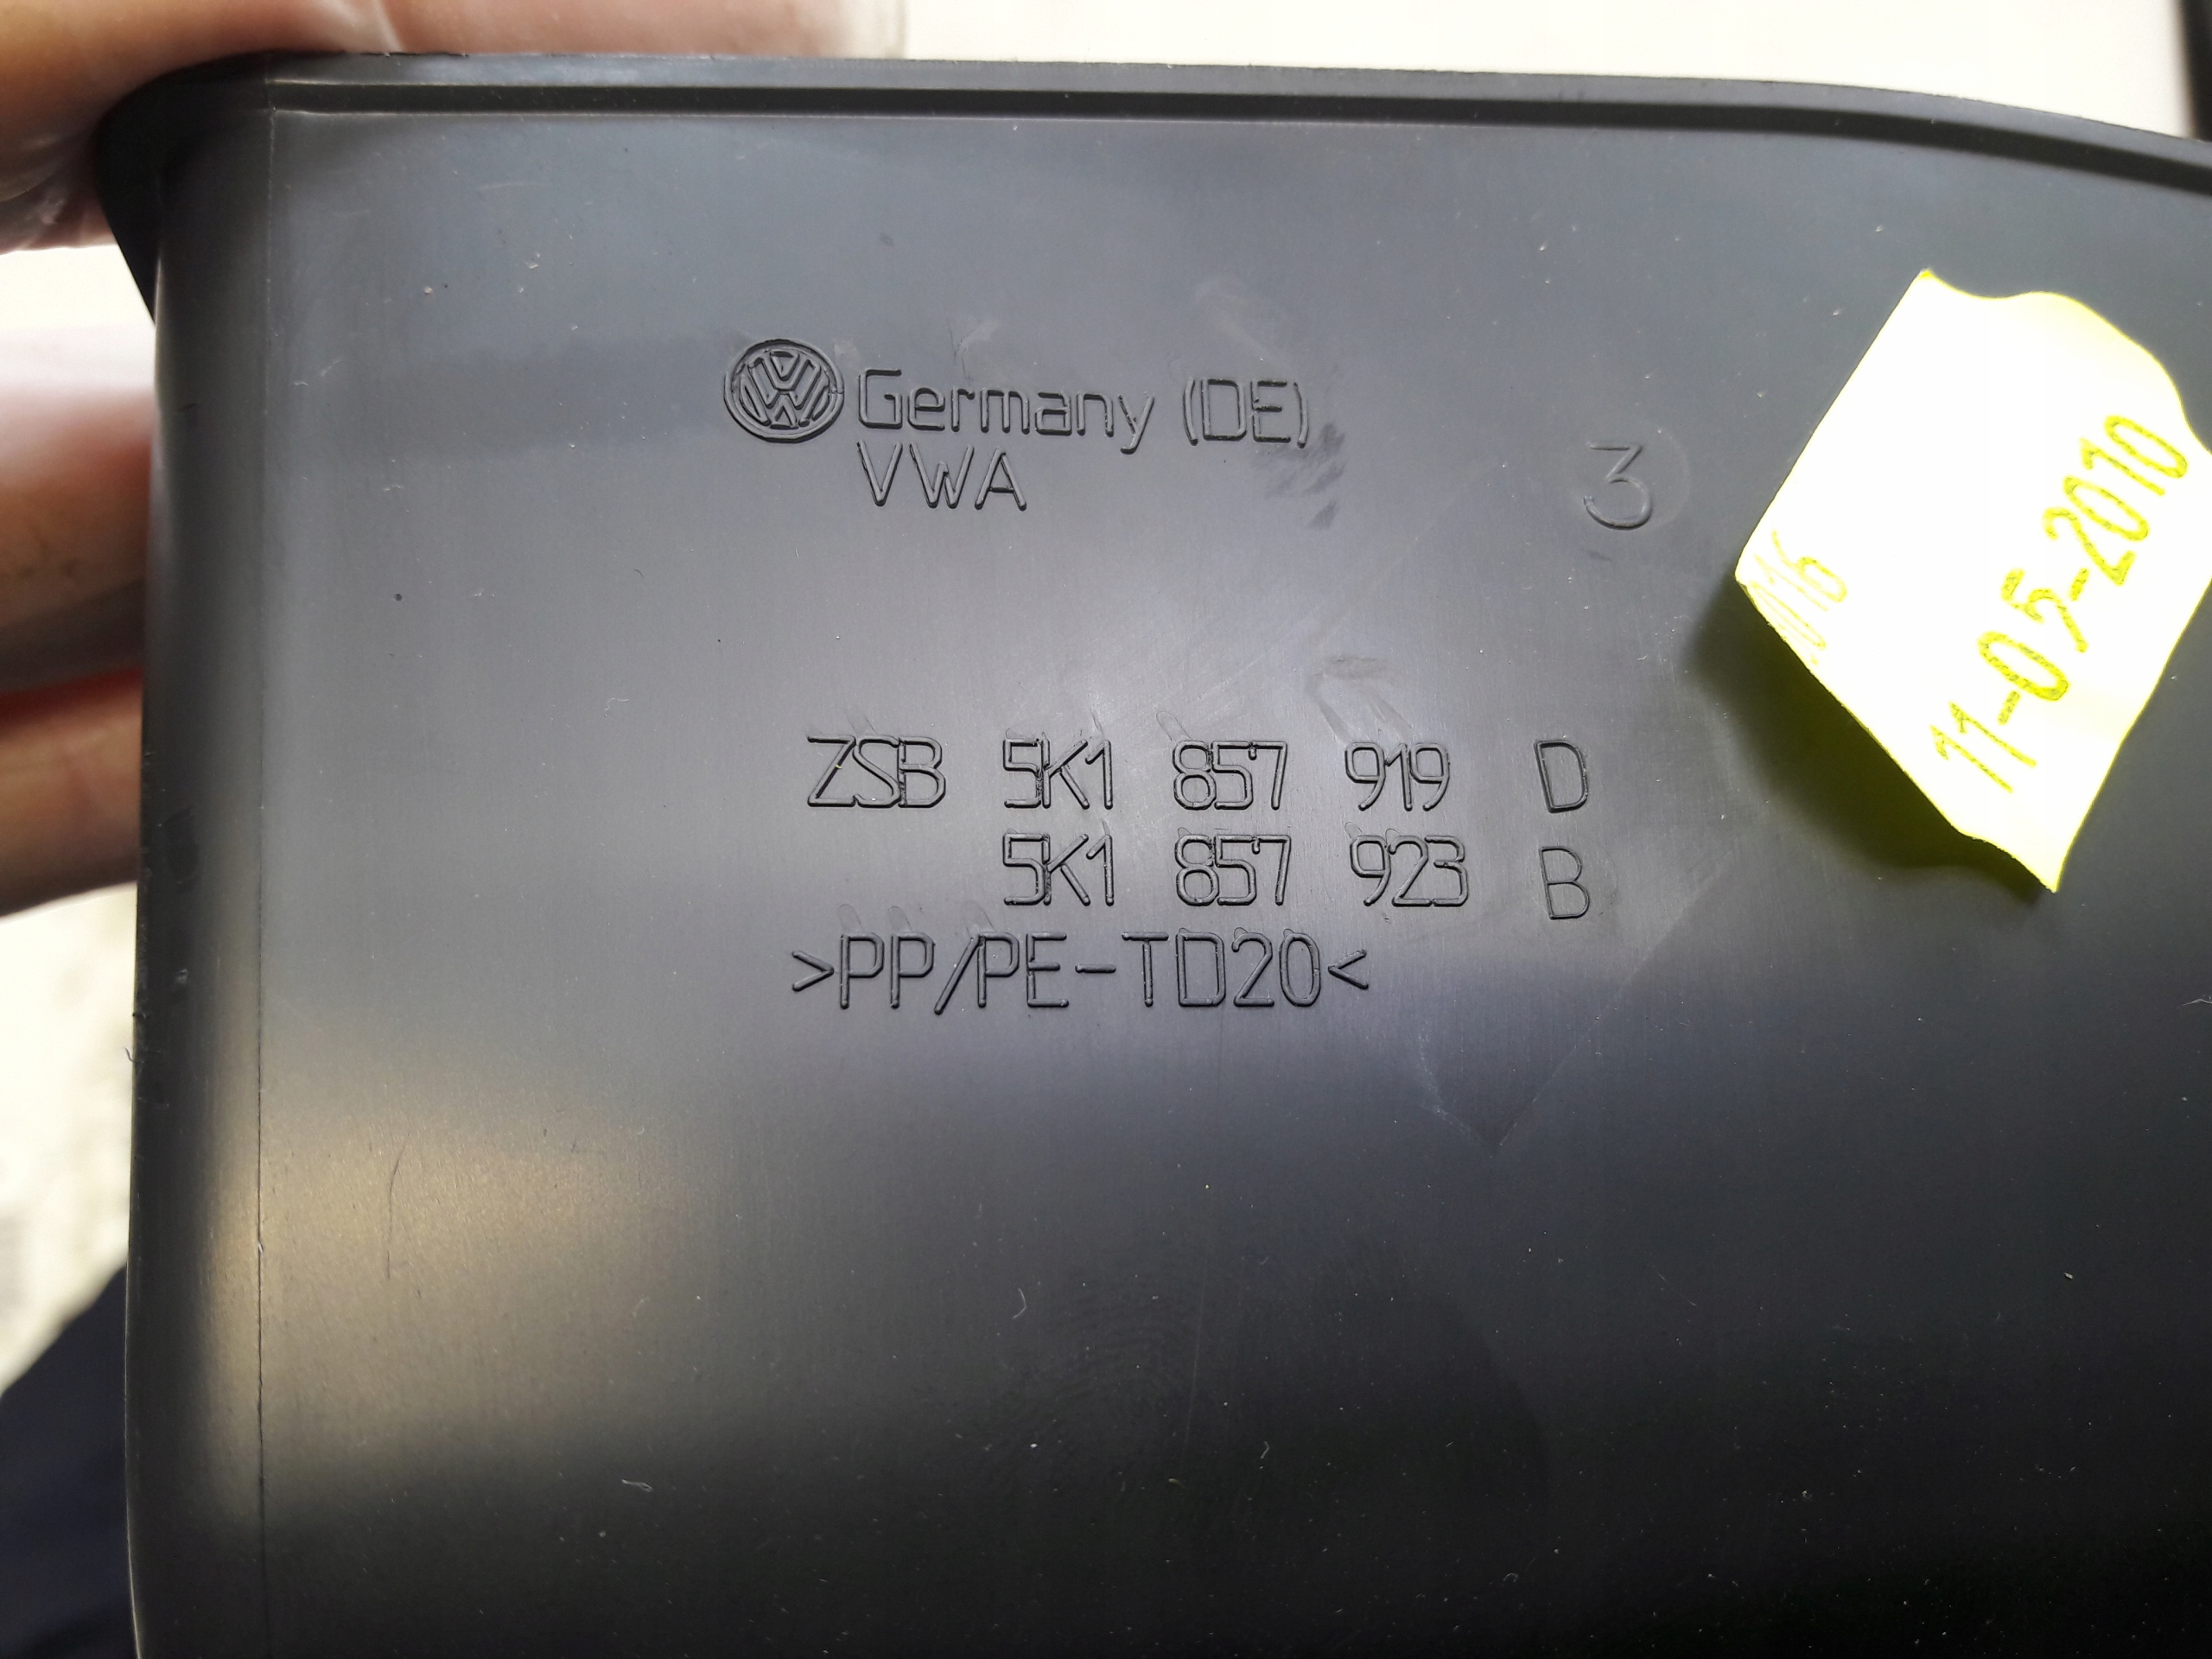 Germany (DE)
VWA
3
11-05-2010
ZSB 5K1 857 919 D
5K1 857 923 B
>PP/PE-TD20<